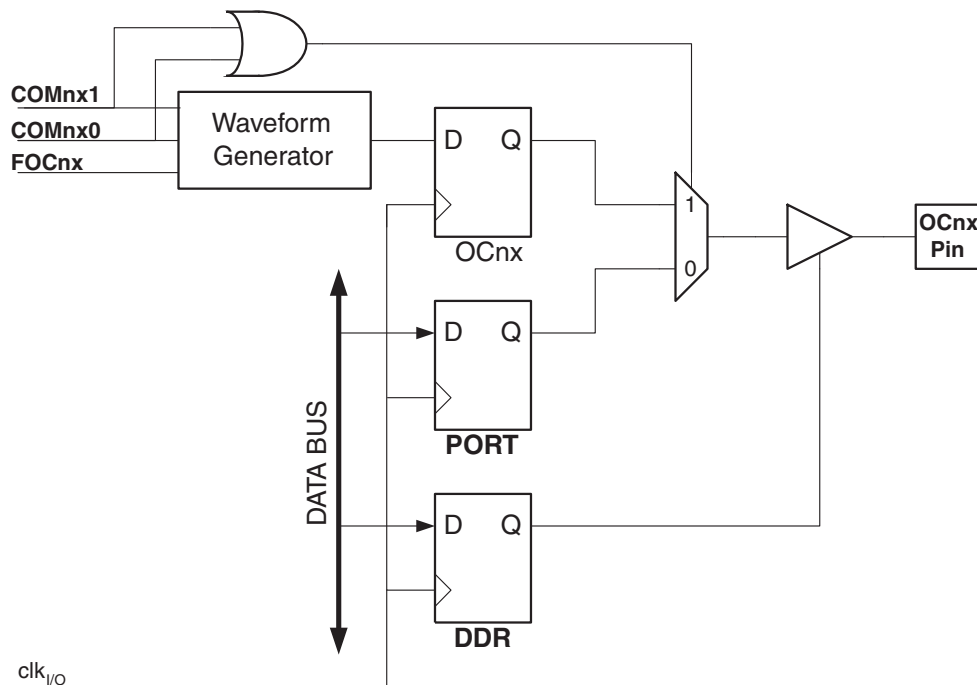 COMnx1
COMnx0
FOCnx
Waveform
Generator
D Q
OCnx
1
0
OCnx
Pin
D Q
PORT
DATA BUS
D Q
DDR
clkI/O